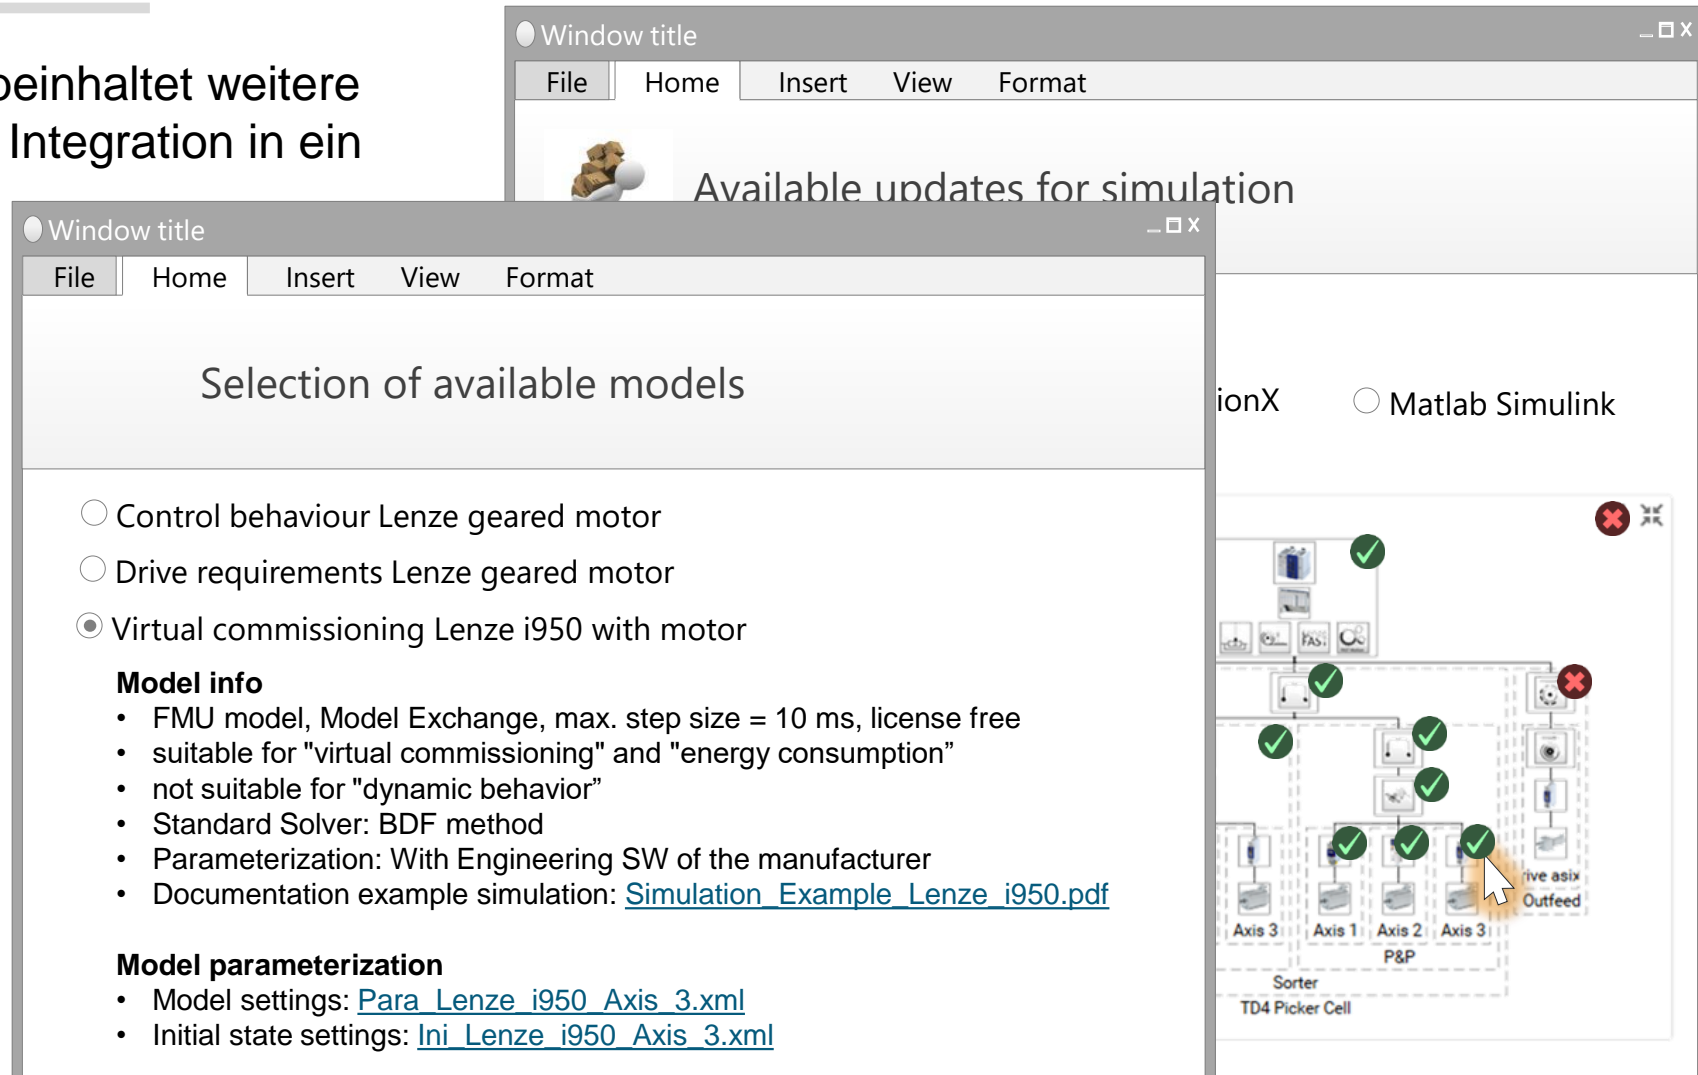 beinhaltet weitere
Integration in ein
Window title
File Home Insert View Format
Available updates for simulation
ionX Matlab Simulink
Window title
File Home Insert View Format
Selection of available models
Control behaviour Lenze geared motor
Drive requirements Lenze geared motor
Virtual commissioning Lenze i950 with motor
Model info
• FMU model, Model Exchange, max. step size = 10 ms, license free
• suitable for "virtual commissioning" and "energy consumption”
• not suitable for "dynamic behavior”
• Standard Solver: BDF method
• Parameterization: With Engineering SW of the manufacturer
• Documentation example simulation: Simulation_Example_Lenze_i950.pdf
Model parameterization
• Model settings: Para_Lenze_i950_Axis_3.xml
• Initial state settings: Ini_Lenze_i950_Axis_3.xml
FAST
rive asix
Outfeed
Axis 3 Axis 1 Axis 2 Axis 3
P&P
Sorter
TD4 Picker Cell